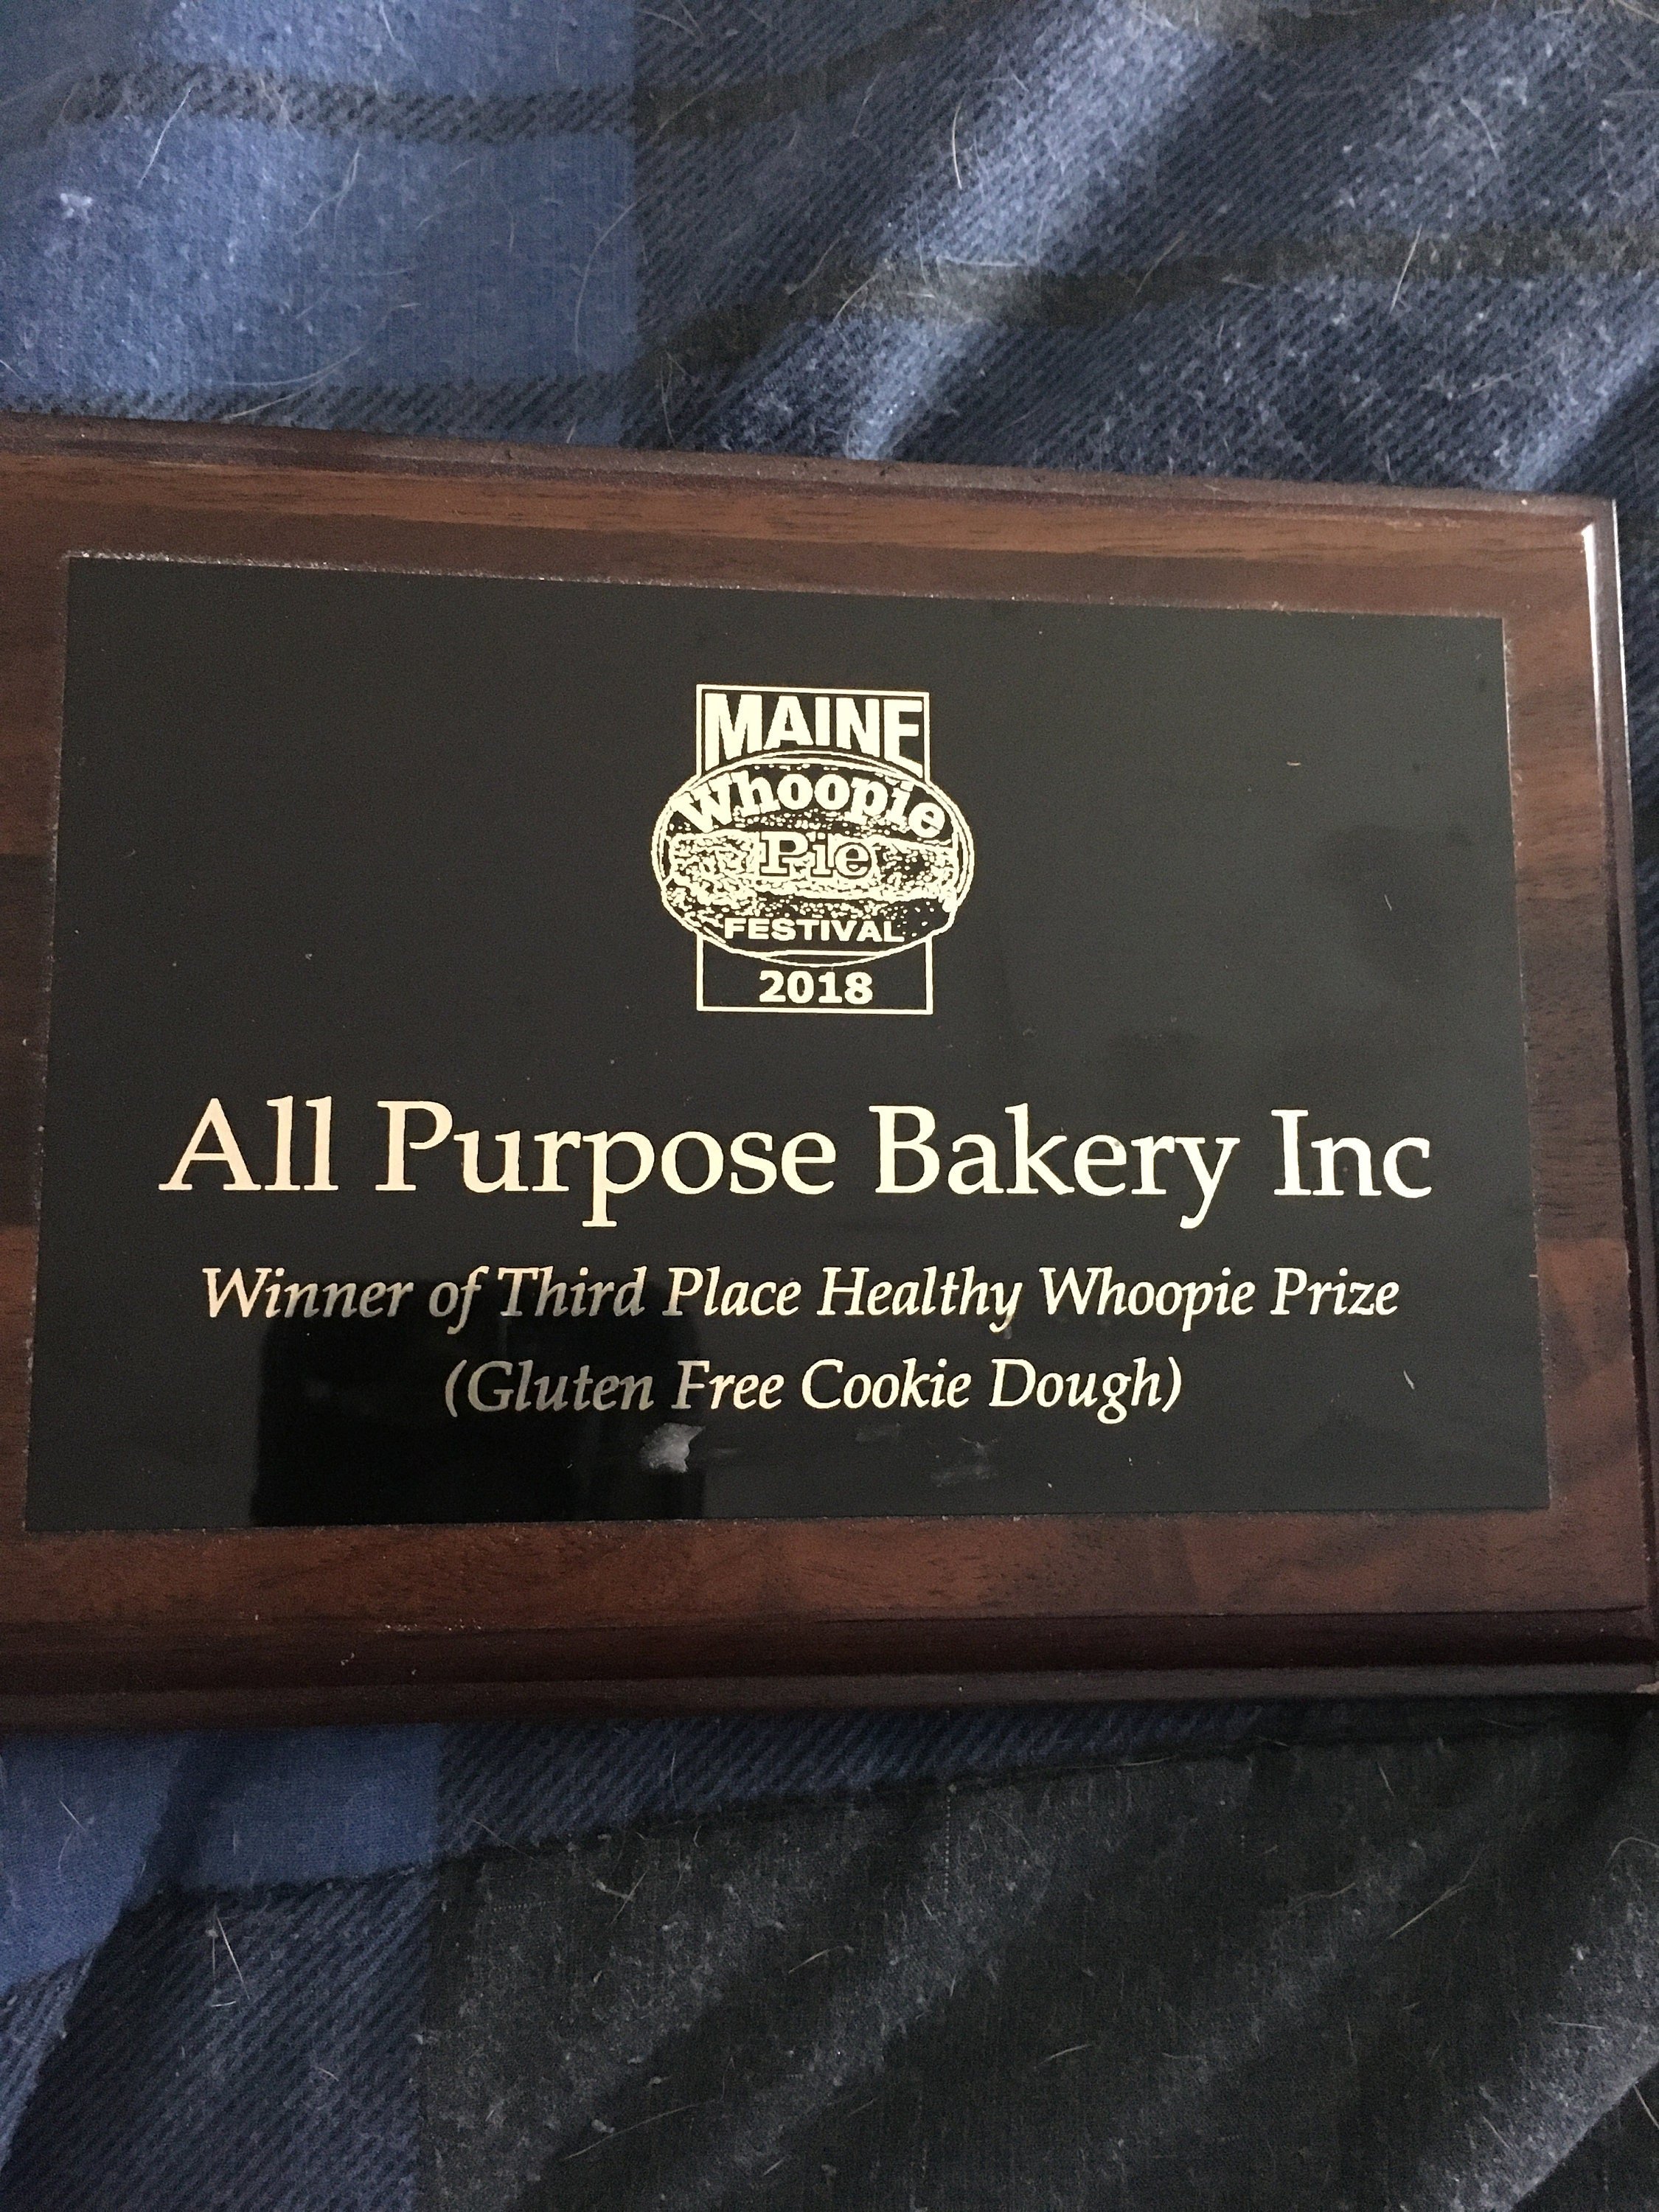 MAINE
Whoopie
Pie
FESTIVAL
2018
All Purpose Bakery Inc
Winner of Third Place Healthy Whoopie Prize
(Gluten Free Cookie Dough)